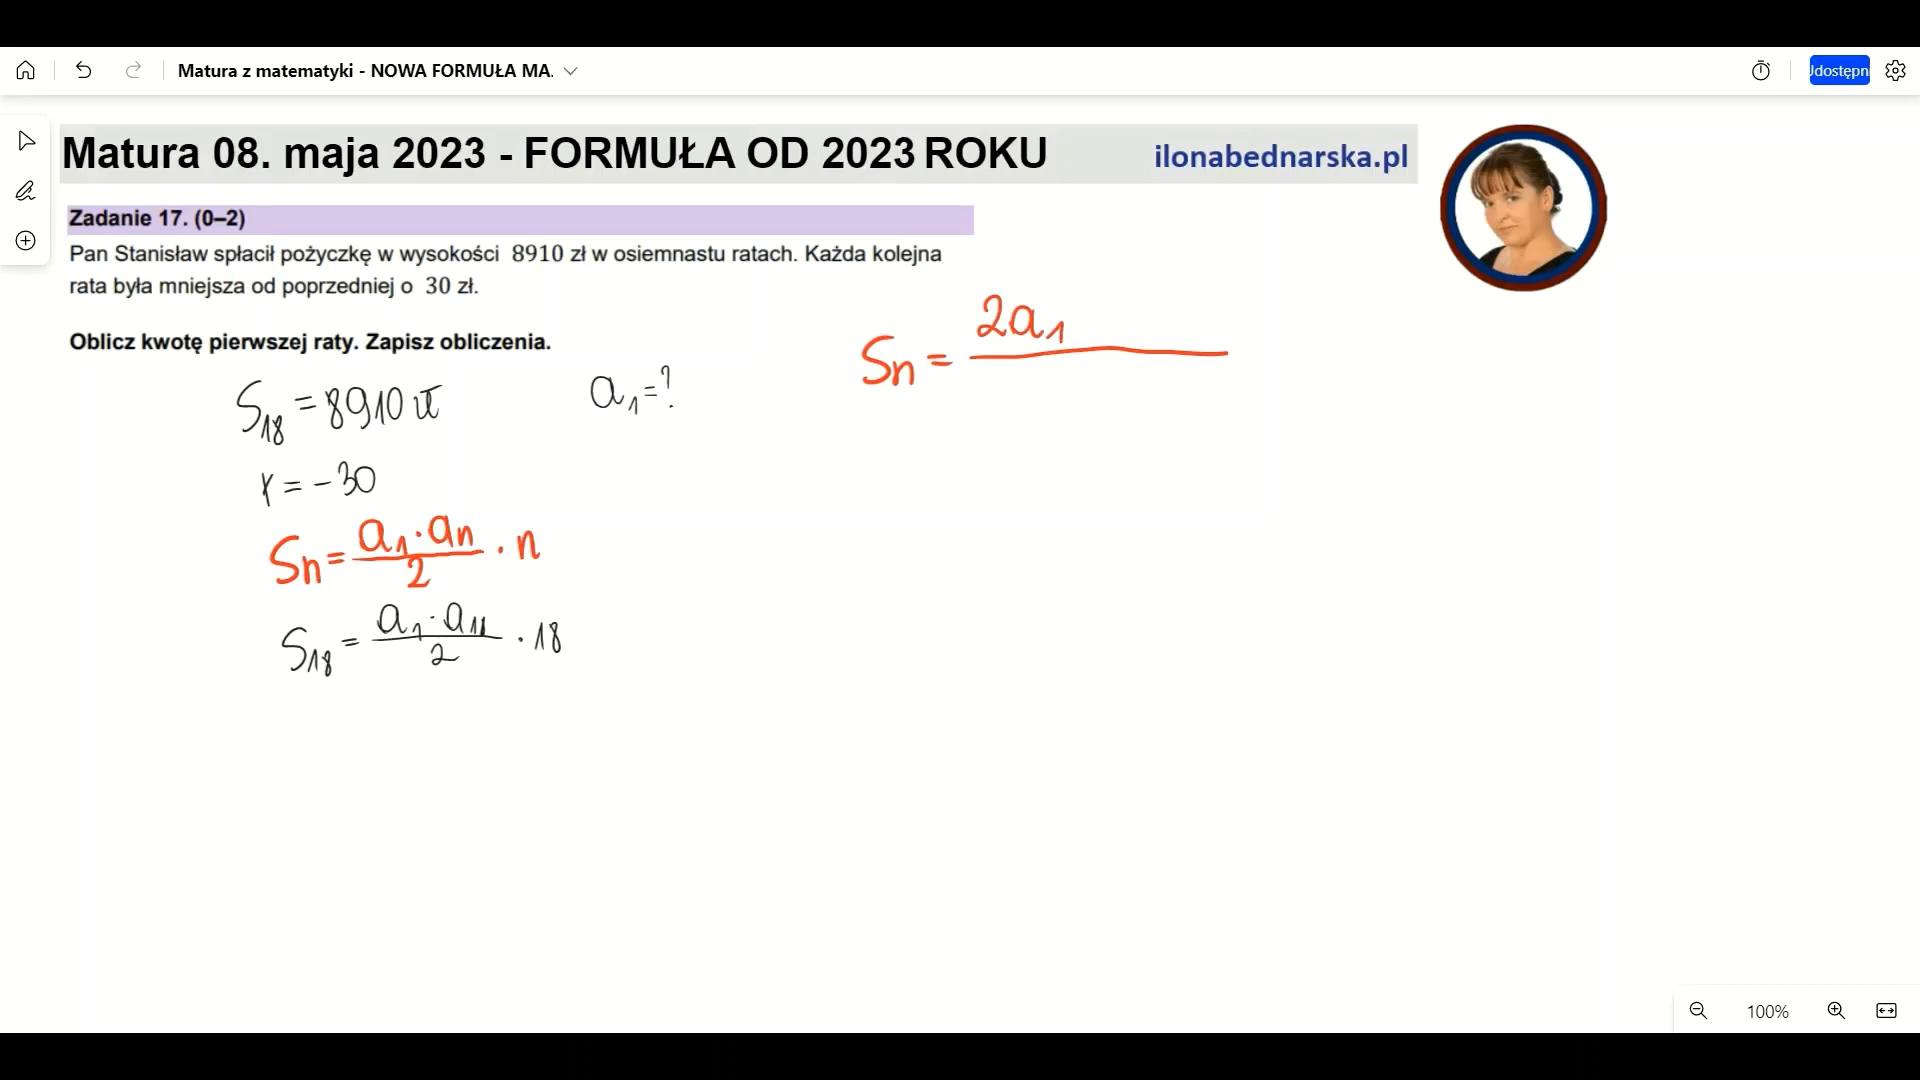 Matura z matematyki - NOWA FORMUŁA MA.
Udostępni
Matura 08. maja 2023 - FORMUŁA OD 2023 ROKU
ilonabednarska.pl
Zadanie 17. (0–2)
Pan Stanisław spłacił pożyczkę w wysokości 8910 zł w osiemnastu ratach. Każda kolejna
rata była mniejsza od poprzedniej o 30 zł.
Oblicz kwotę pierwszej raty. Zapisz obliczenia.
S₁₈ = 8910 zł
a₁ = ?
Sn = 2a₁
r = -30
Sn = a₁ · an / 2 · n
S₁₈ = a₁ · a₁₈ / 2 · 18
100%